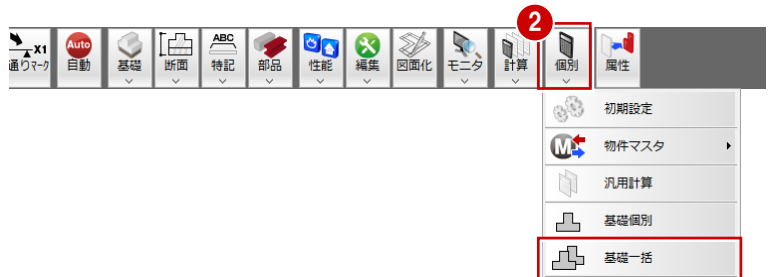 2
X1
通りマーク
Auto
自動
基礎
断面
ABC
特記
部品
性能
編集
図面化
モニタ
計算
個別
属性
初期設定
M
物件マスタ
汎用計算
基礎個別
基礎一括